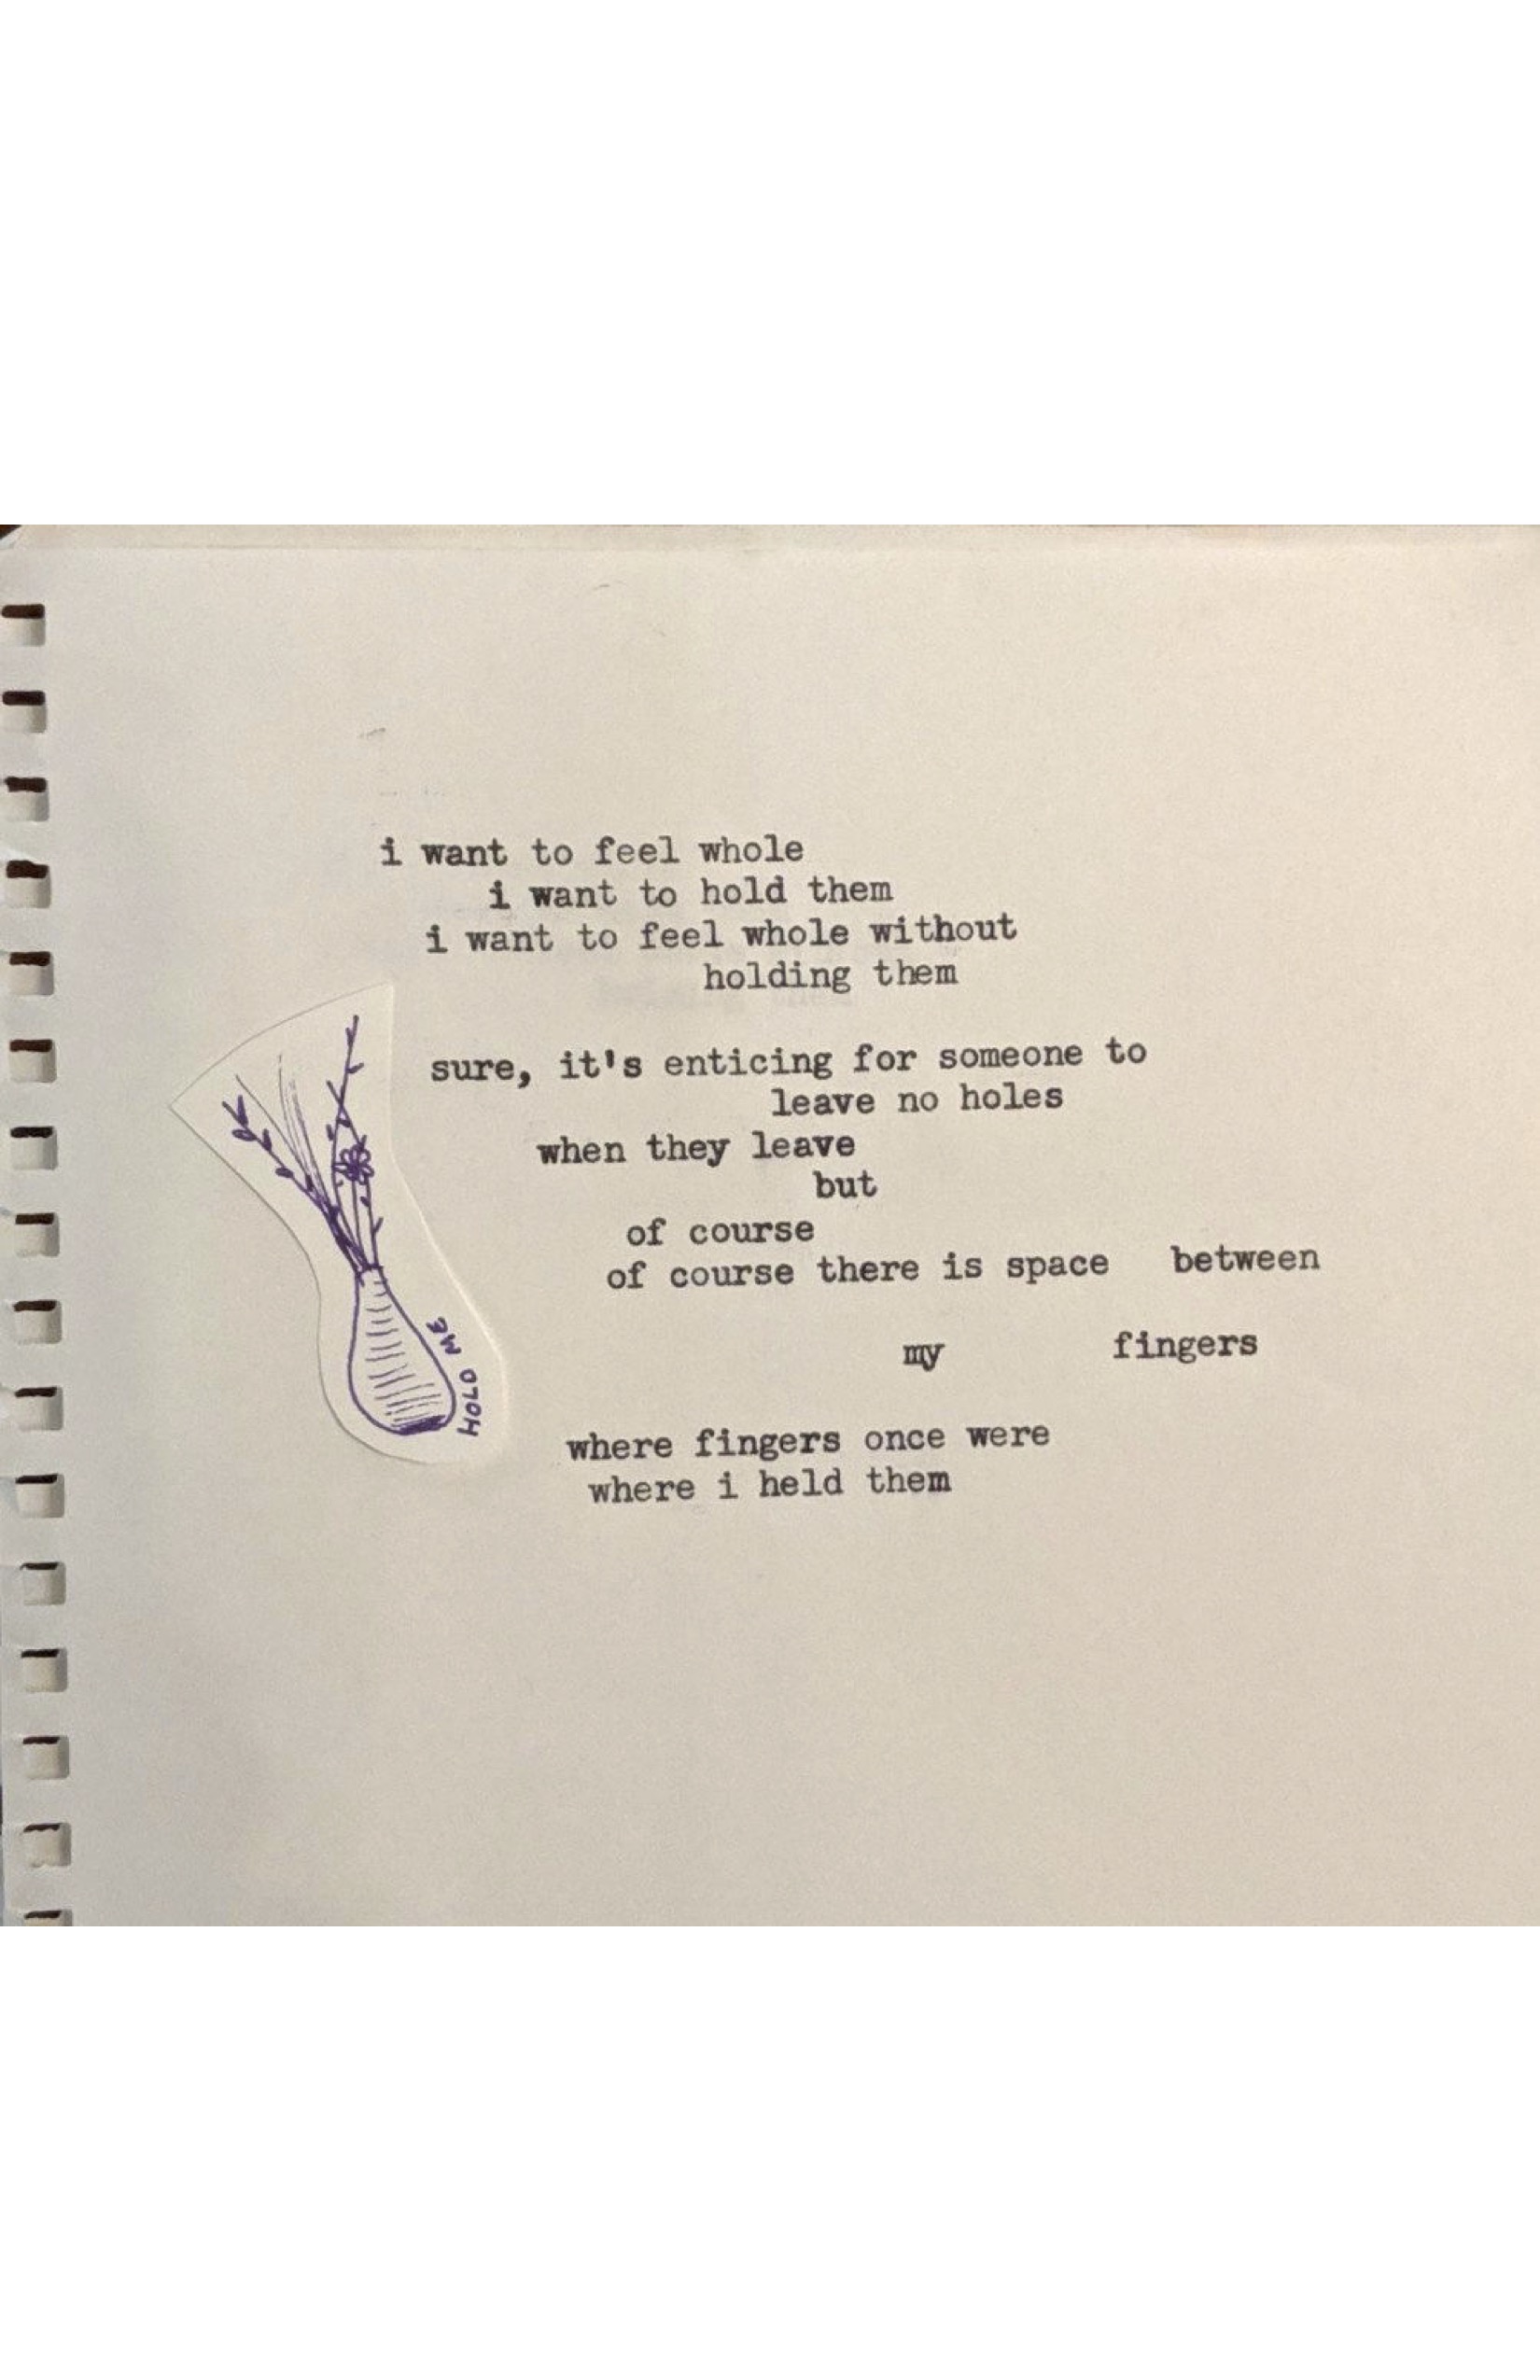 i want to feel whole
i want to hold them
i want to feel whole without
holding them
sure, it's enticing for someone to
leave no holes
when they leave
but
of course
of course there is space between
my fingers
where fingers once were
where i held them
HOLD ME